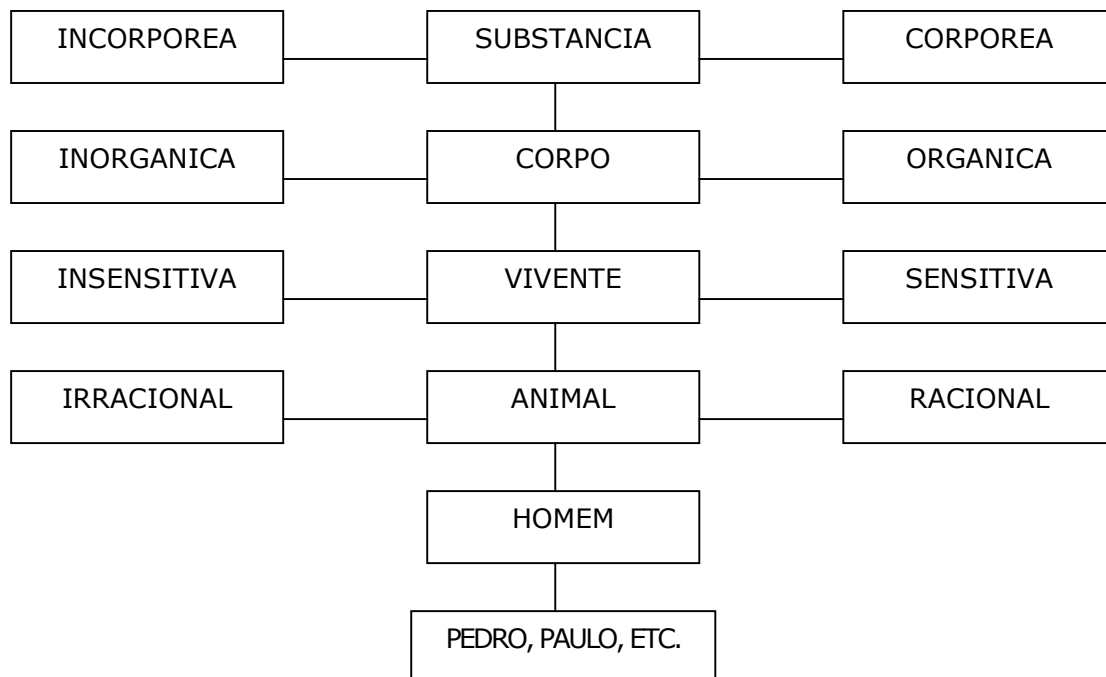 INCORPOREA SUBSTANCIA CORPOREA
INORGANICA CORPO ORGANICA
INSENSITIVA VIVENTE SENSITIVA
IRRACIONAL ANIMAL RACIONAL
HOMEM
PEDRO, PAULO, ETC.